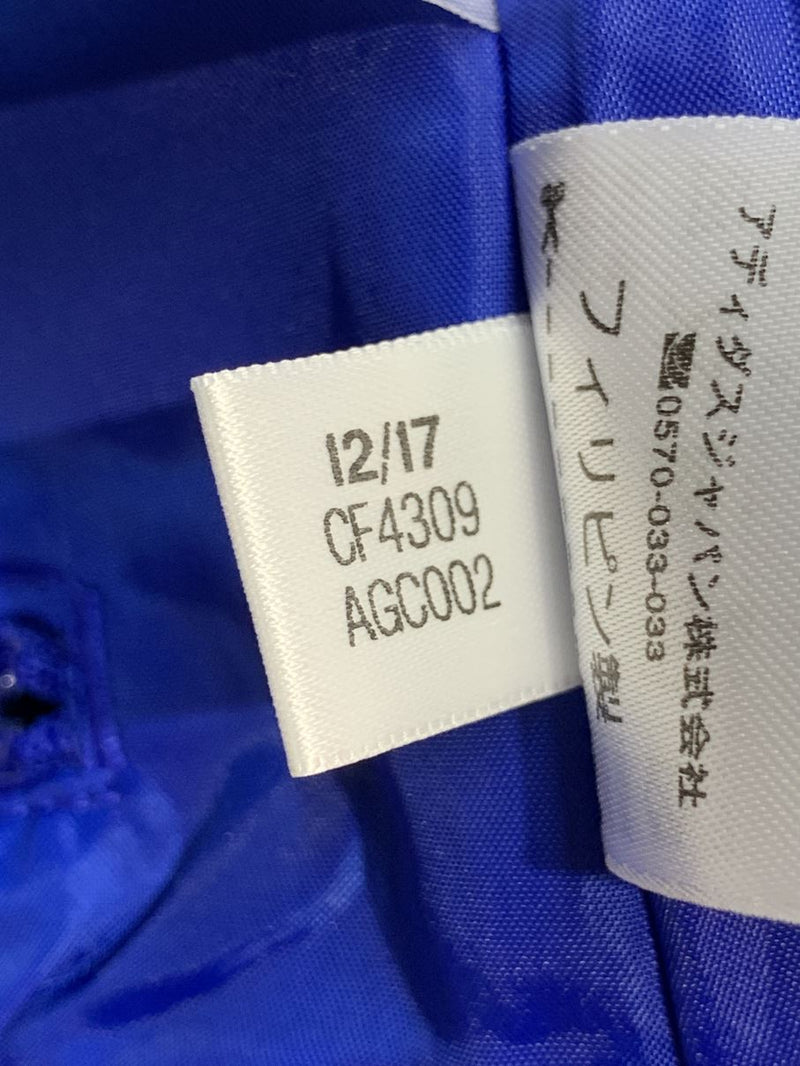 12/17
CF4309
AGC002
アディダスジャパン株式会社
0570-033-033
フィリピン製